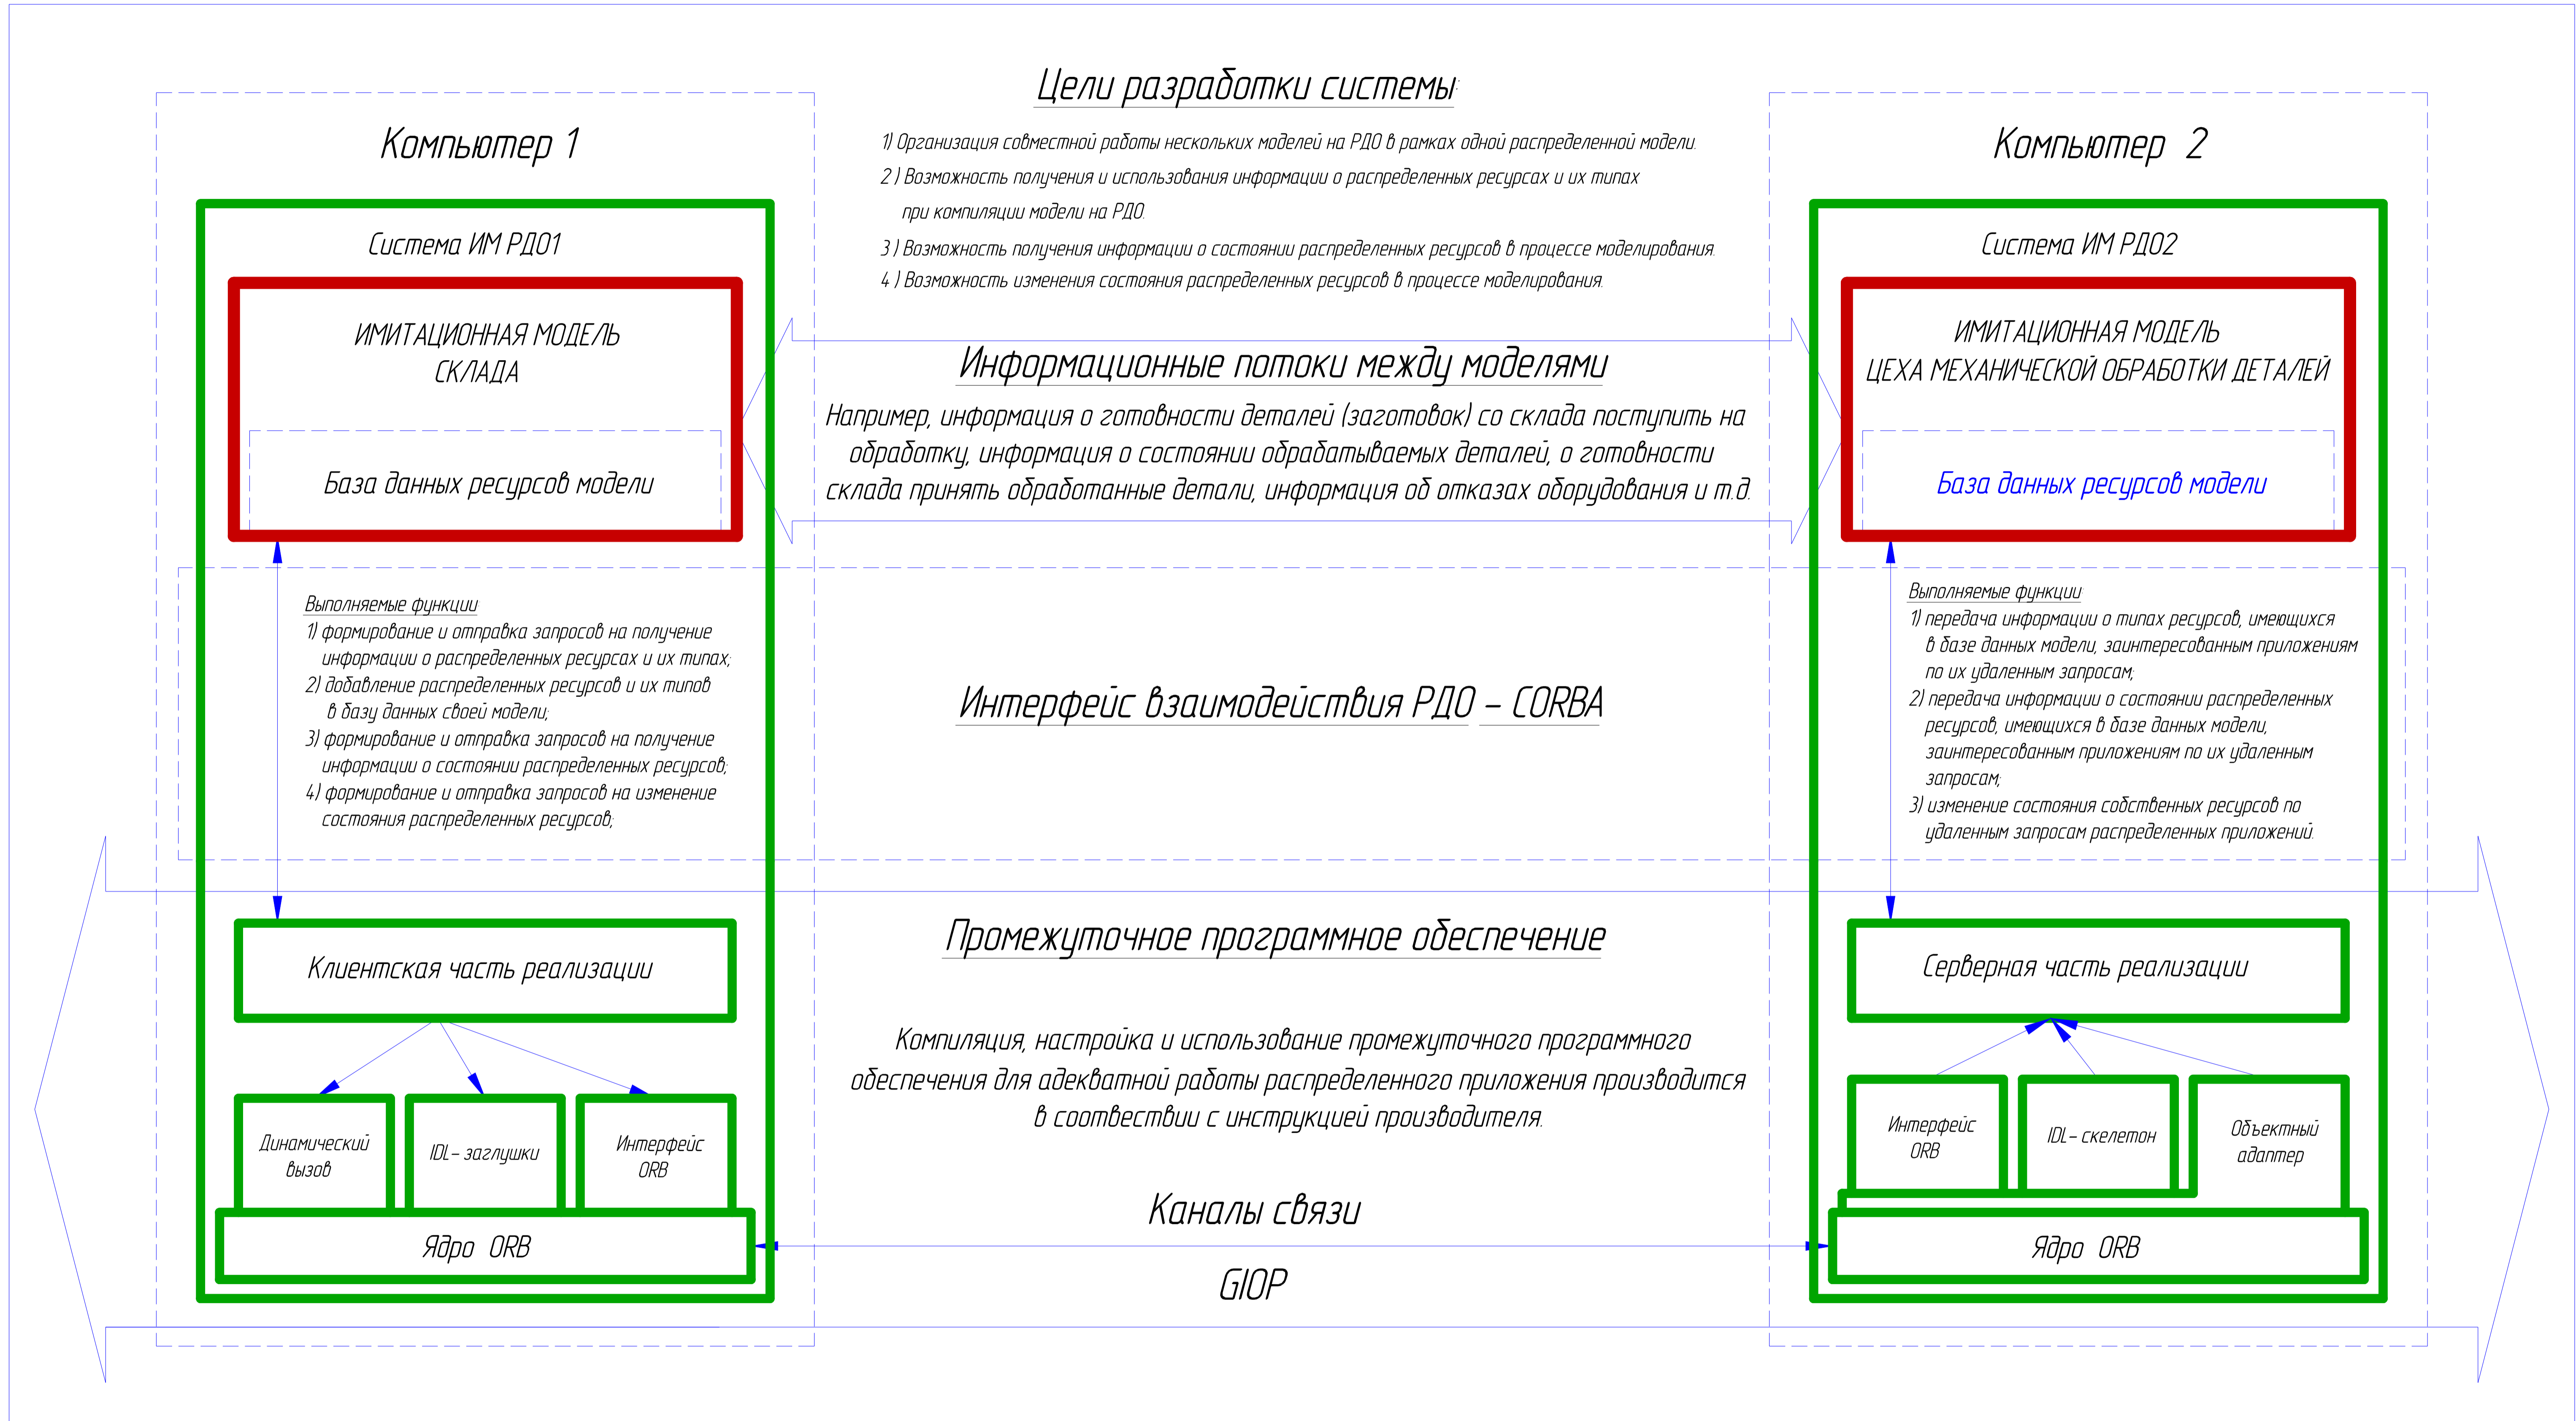 Цели разработки системы:
1) Организация совместной работы нескольких моделей на РДО в рамках одной распределенной модели.
2 ) Возможность получения и использования информации о распределенных ресурсах и их типах
при компиляции модели на РДО.
3 ) Возможность получения информации о состоянии распределенных ресурсов в процессе моделирования.
4 ) Возможность изменения состояния распределенных ресурсов в процессе моделирования.
Компьютер 1
Система ИМ РДО1
ИМИТАЦИОННАЯ МОДЕЛЬ
СКЛАДА
База данных ресурсов модели
Информационные потоки между моделями
Например, информация о готовности деталей (заготовок) со склада поступить на
обработку, информация о состоянии обрабатываемых деталей, о готовности
склада принять обработанные детали, информация об отказах оборудования и т.д.
Компьютер 2
Система ИМ РДО2
ИМИТАЦИОННАЯ МОДЕЛЬ
ЦЕХА МЕХАНИЧЕСКОЙ ОБРАБОТКИ ДЕТАЛЕЙ
База данных ресурсов модели
Выполняемые функции
1) формирование и отправка запросов на получение
информации о распределенных ресурсах и их типах;
2) добавление распределенных ресурсов и их типов
в базу данных своей модели;
3) формирование и отправка запросов на получение
информации о состоянии распределенных ресурсов;
4) формирование и отправка запросов на изменение
состояния распределенных ресурсов;
Интерфейс взаимодействия РДО - CORBA
Выполняемые функции
1) передача информации о типах ресурсов, имеющихся
в базе данных модели, заинтересованным приложениям
по их удаленным запросам;
2) передача информации о состоянии распределенных
ресурсов, имеющихся в базе данных модели,
заинтересованным приложениям по их удаленным
запросам;
3) изменение состояния собственных ресурсов по
удаленным запросам распределенных приложений.
Клиентская часть реализации
Динамический
вызов
IDL- заглушки
Интерфейс
ORB
Ядро ORB
Промежуточное программное обеспечение
Компиляция, настройка и использование промежуточного программного
обеспечения для адекватной работы распределенного приложения производится
в соотвествии с инструкцией производителя.
Каналы связи
GIOP
Серверная часть реализации
Интерфейс
ORB
IDL- скелетон
Объектный
адаптер
Ядро ORB